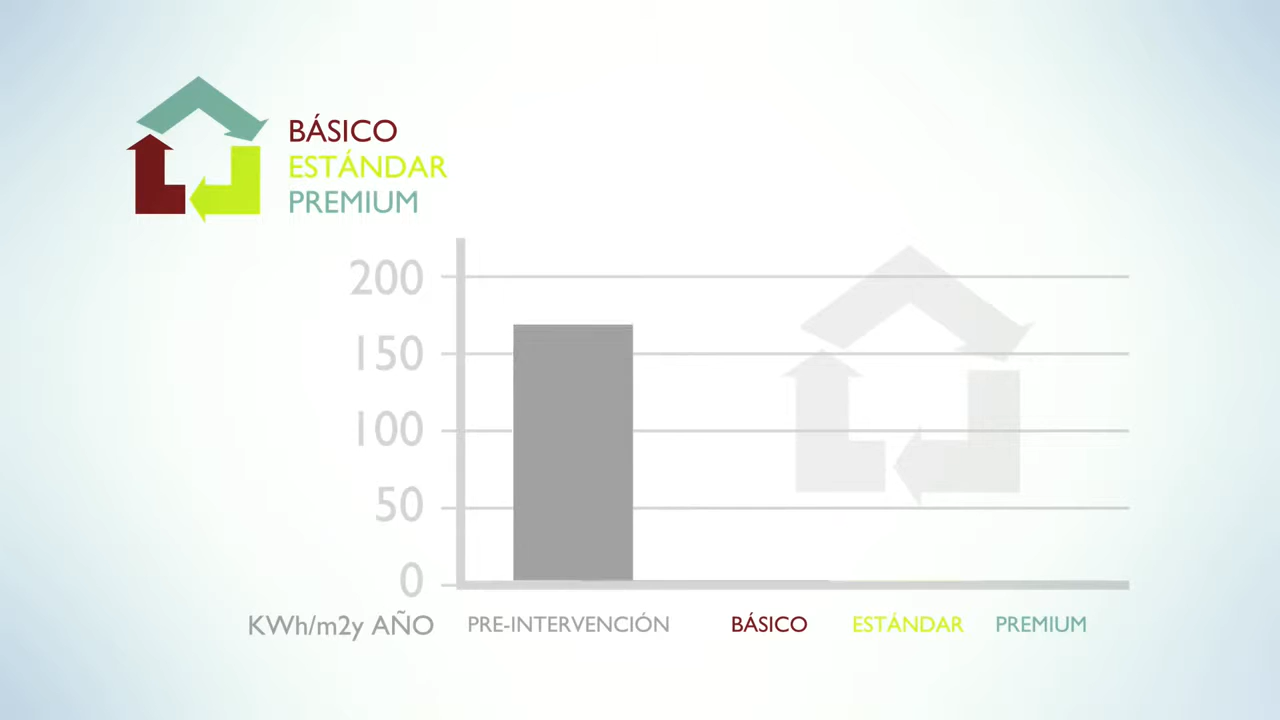 BÁSICO
ESTÁNDAR
PREMIUM
200
150
100
50
0
KWh/m2y AÑO PRE-INTERVENCIÓN BÁSICO ESTÁNDAR PREMIUM